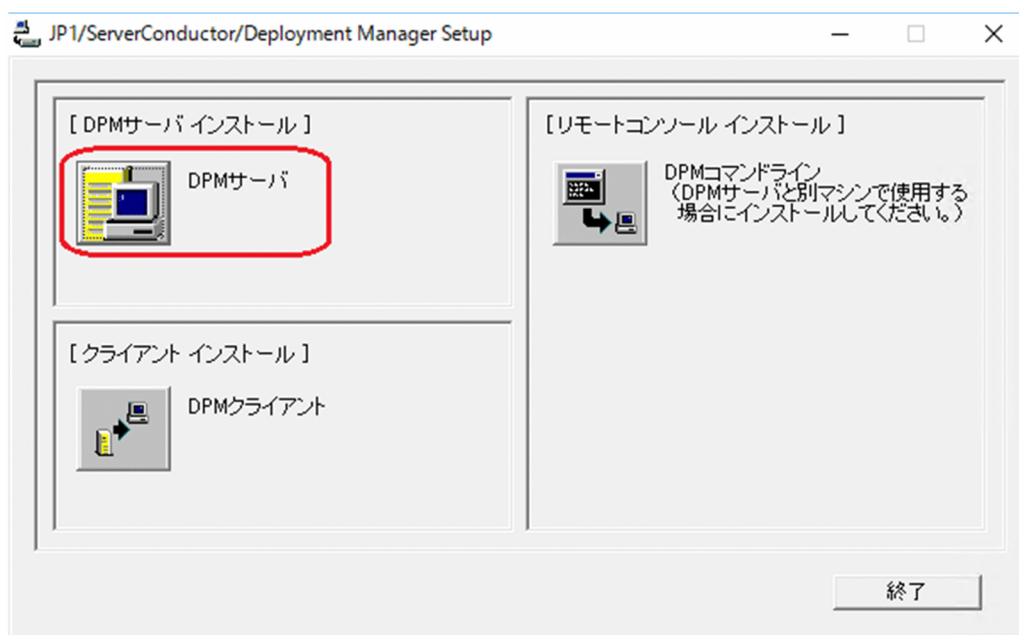 JP1/ServerConductor/Deployment Manager Setup
[ DPMサーバ インストール ]
DPMサーバ
[ クライアント インストール ]
DPMクライアント
[リモートコンソール インストール ]
DPMコマンドライン
（DPMサーバと別マシンで使用する
場合にインストールしてください。）
終了